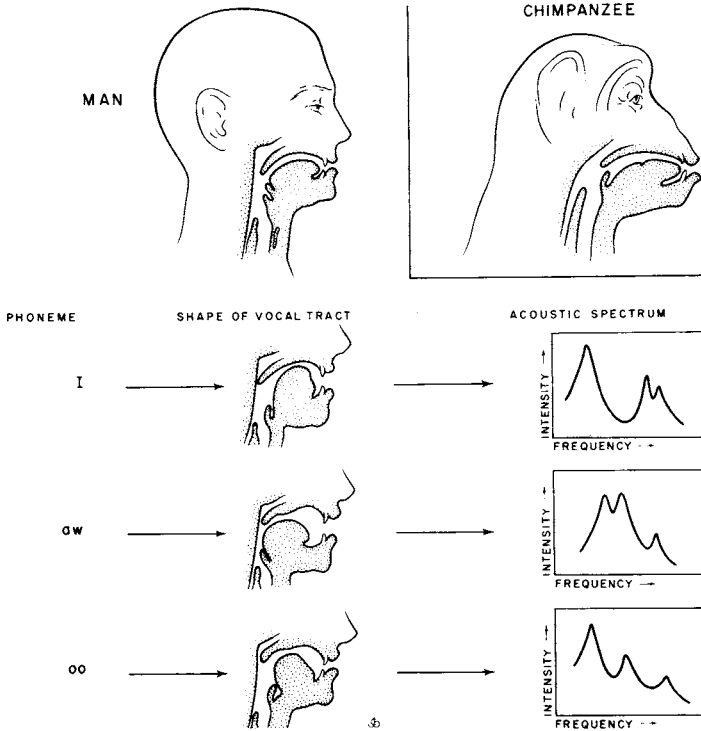 CHIMPANZEE
MAN
PHONEME SHAPE OF VOCAL TRACT ACOUSTIC SPECTRUM
I
INTENSITY →
FREQUENCY →
aw
INTENSITY →
FREQUENCY →
oo
INTENSITY →
FREQUENCY →